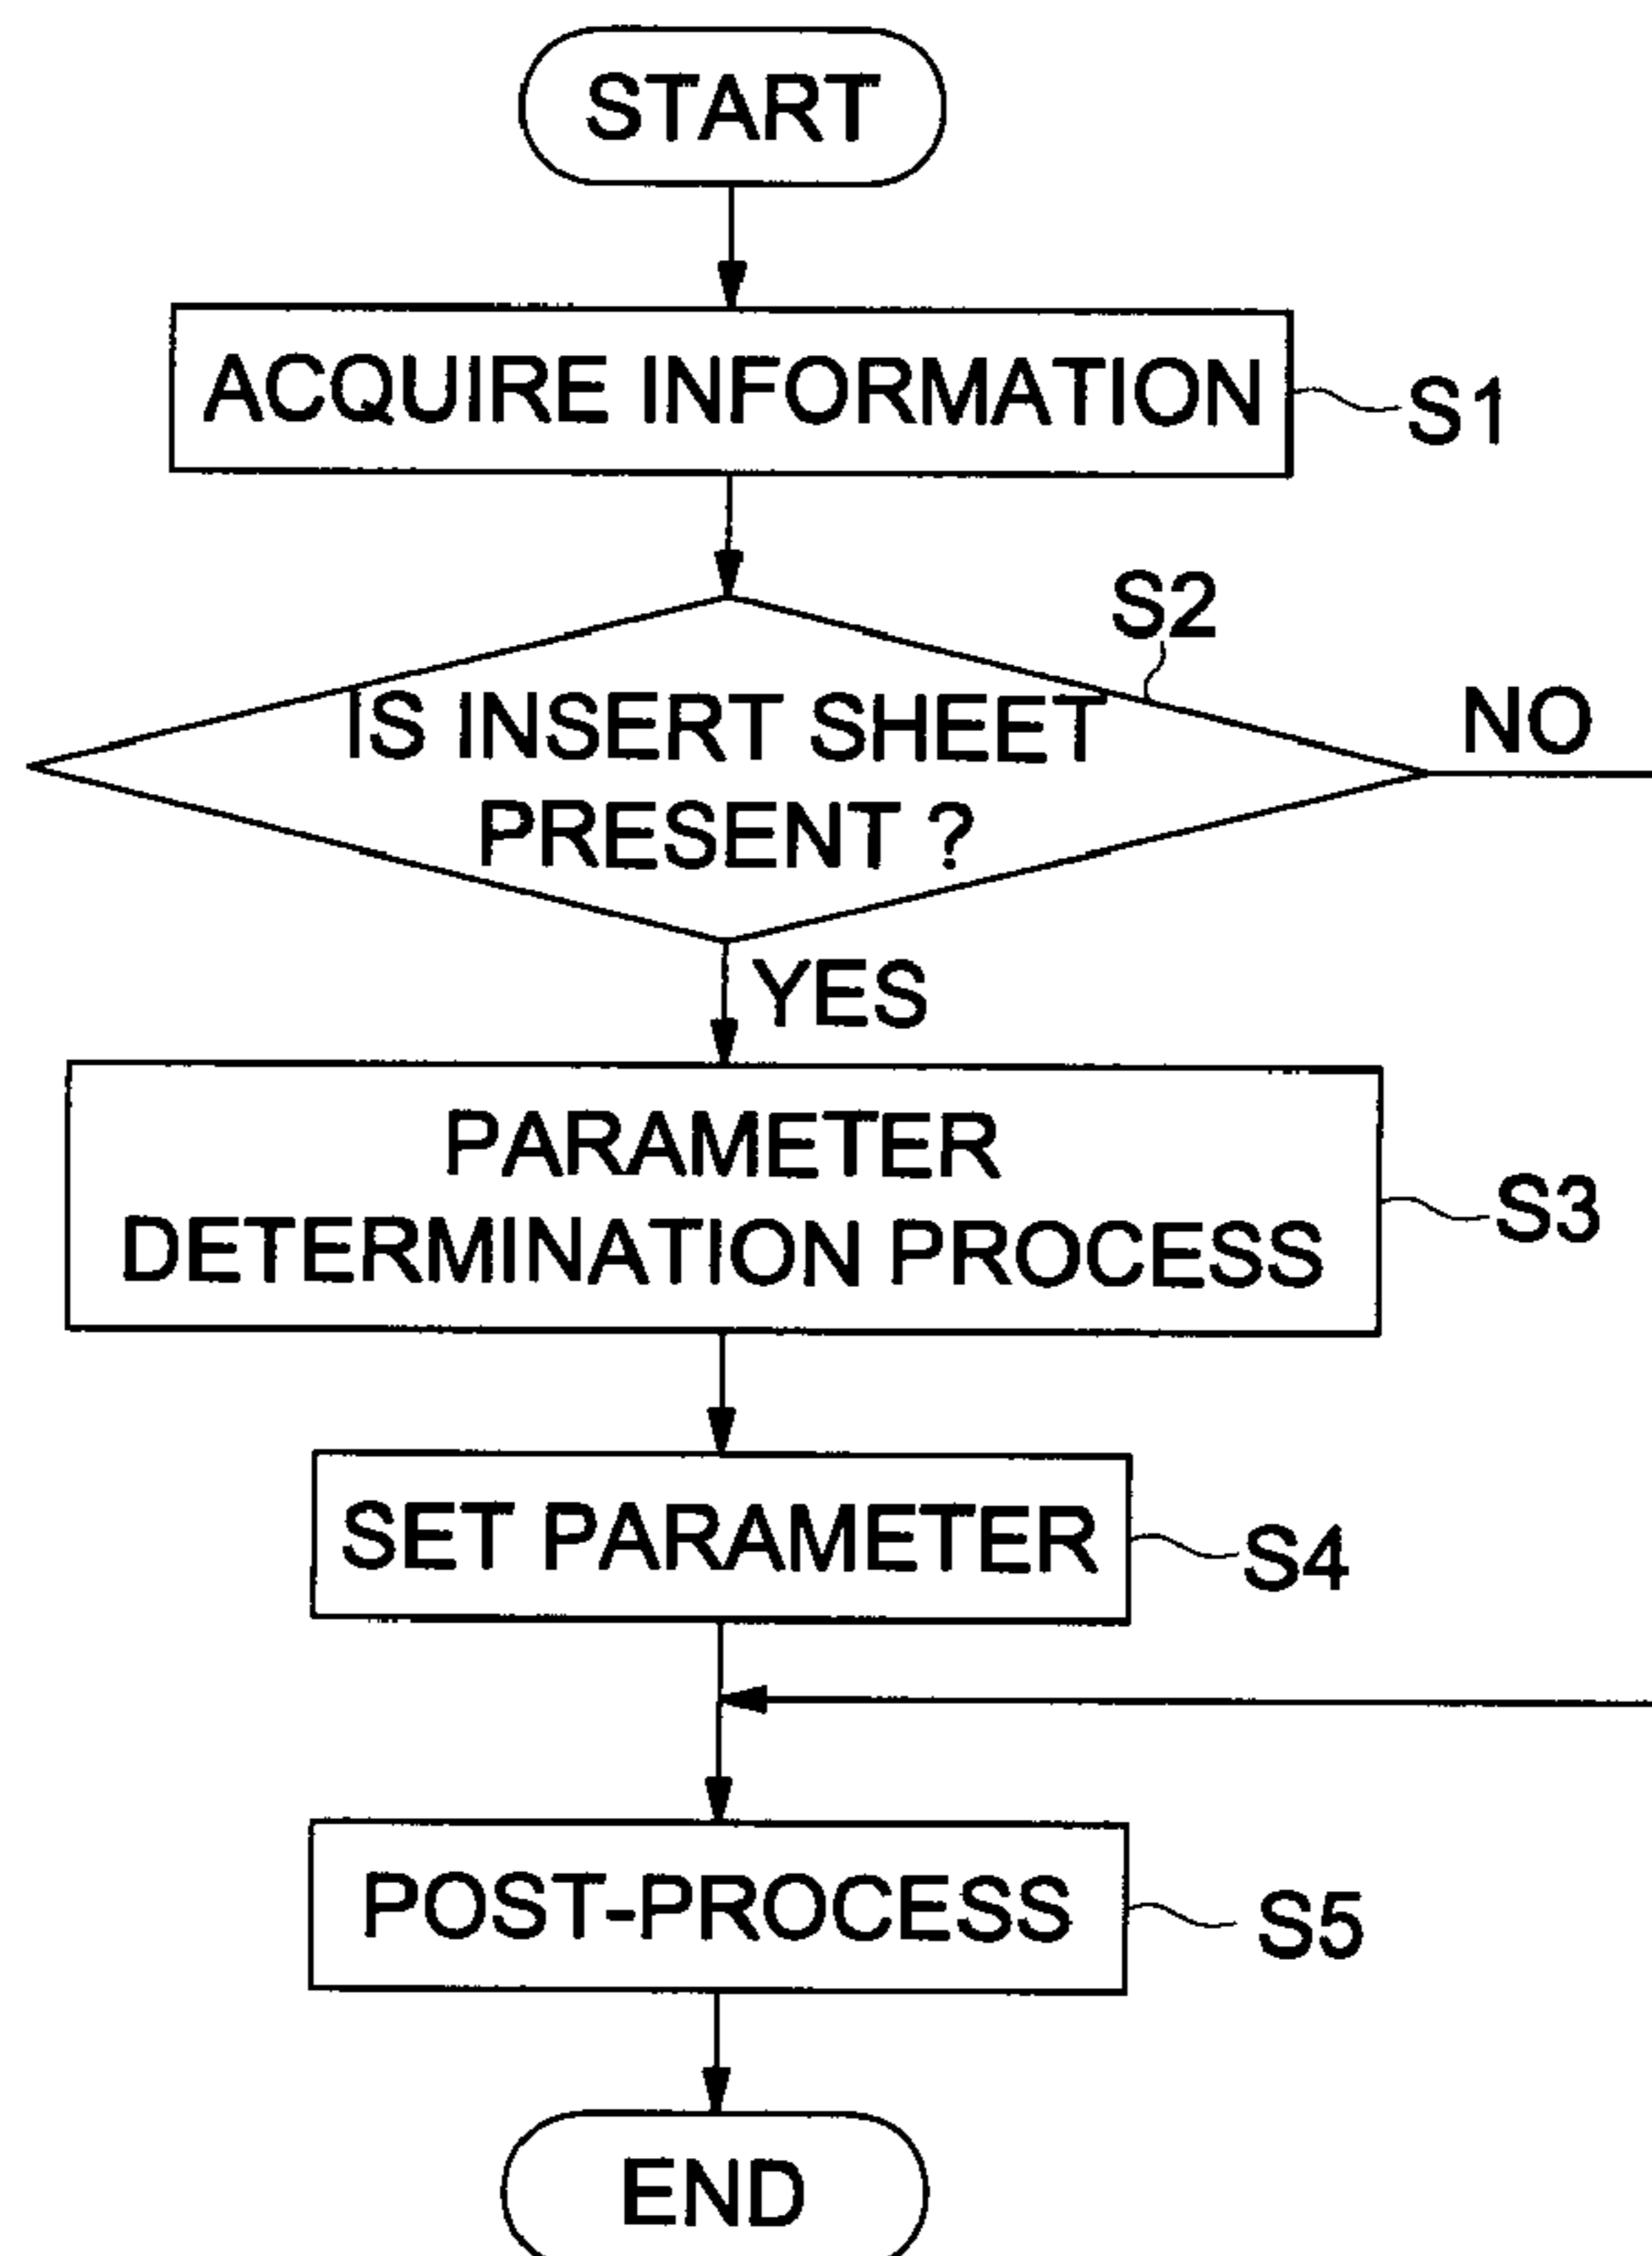 START
ACQUIRE INFORMATION
S1
S2
IS INSERT SHEET
PRESENT ?
NO
YES
PARAMETER
DETERMINATION PROCESS
S3
SET PARAMETER
S4
POST-PROCESS
S5
END